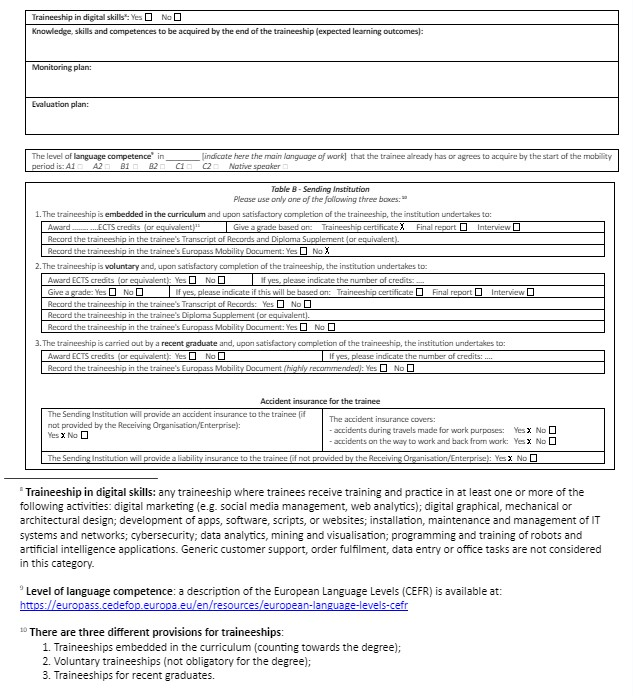 Traineeship in digital skills⁸: Yes ☐ No ☐
Knowledge, skills and competences to be acquired by the end of the traineeship (expected learning outcomes):
Monitoring plan:
Evaluation plan:
The level of language competence⁹ in ________ [indicate here the main language of work] that the trainee already has or agrees to acquire by the start of the mobility
period is: A1 ☐ A2 ☐ B1 ☐ B2 ☐ C1 ☐ C2 ☐ Native speaker ☐
Table B - Sending Institution
Please use only one of the following three boxes: ¹⁰
1. The traineeship is embedded in the curriculum and upon satisfactory completion of the traineeship, the institution undertakes to:
Award ............ECTS credits (or equivalent)¹¹ Give a grade based on: Traineeship certificate X Final report ☐ Interview ☐
Record the traineeship in the trainee's Transcript of Records and Diploma Supplement (or equivalent).
Record the traineeship in the trainee's Europass Mobility Document: Yes ☐ No X
2. The traineeship is voluntary and, upon satisfactory completion of the traineeship, the institution undertakes to:
Award ECTS credits (or equivalent): Yes ☐ No ☐ If yes, please indicate the number of credits: ....
Give a grade: Yes ☐ No ☐ If yes, please indicate if this will be based on: Traineeship certificate ☐ Final report ☐ Interview ☐
Record the traineeship in the trainee's Transcript of Records: Yes ☐ No ☐
Record the traineeship in the trainee's Diploma Supplement (or equivalent).
Record the traineeship in the trainee's Europass Mobility Document: Yes ☐ No ☐
3. The traineeship is carried out by a recent graduate and, upon satisfactory completion of the traineeship, the institution undertakes to:
Award ECTS credits (or equivalent): Yes ☐ No ☐ If yes, please indicate the number of credits: ....
Record the traineeship in the trainee's Europass Mobility Document (highly recommended): Yes ☐ No ☐
Accident insurance for the trainee
The Sending Institution will provide an accident insurance to the trainee (if
not provided by the Receiving Organisation/Enterprise):
Yes x No ☐
The accident insurance covers:
- accidents during travels made for work purposes: Yes x No ☐
- accidents on the way to work and back from work: Yes x No ☐
The Sending Institution will provide a liability insurance to the trainee (if not provided by the Receiving Organisation/Enterprise): Yes x No ☐
⁸ Traineeship in digital skills: any traineeship where trainees receive training and practice in at least one or more of the
following activities: digital marketing (e.g. social media management, web analytics); digital graphical, mechanical or
architectural design; development of apps, software, scripts, or websites; installation, maintenance and management of IT
systems and networks; cybersecurity; data analytics, mining and visualisation; programming and training of robots and
artificial intelligence applications. Generic customer support, order fulfilment, data entry or office tasks are not considered
in this category.
⁹ Level of language competence: a description of the European Language Levels (CEFR) is available at:
https://europass.cedefop.europa.eu/en/resources/european-language-levels-cefr
¹⁰ There are three different provisions for traineeships:
1. Traineeships embedded in the curriculum (counting towards the degree);
2. Voluntary traineeships (not obligatory for the degree);
3. Traineeships for recent graduates.